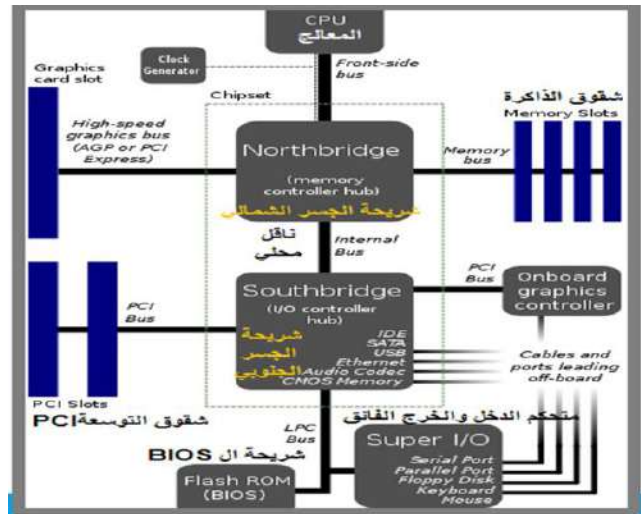 CPU
المعالج
Clock
Generator
Front-side
bus
Graphics
card slot
Chipset
شقوق الذاكرة
Memory Slots
High-speed
graphics bus
(AGP or PCI
Express)
Northbridge
(memory
controller hub)
شريحة الجسر الشمالي
Memory
bus
ناقل
محلي
Internal
Bus
Southbridge
(I/O controller
hub)
شريحة
الجسر
الجنوبي
IDE
SATA
USB
Ethernet
Audio Codec
CMOS Memory
PCI
Bus
PCI
Bus
Onboard
graphics
controller
Cables and
ports leading
off-board
PCI Slots
شقوق التوسعة PCI
LPC
Bus
شريحة ال BIOS
Flash ROM
(BIOS)
متحكم الدخل والخرج الفائق
Super I/O
Serial Port
Parallel Port
Floppy Disk
Keyboard
Mouse